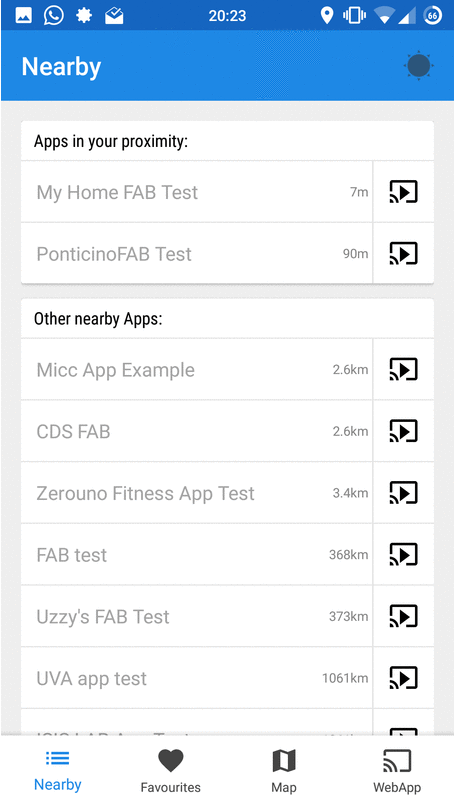 20:23
66
Nearby
Apps in your proximity:
My Home FAB Test 7m
PonticinoFAB Test 90m
Other nearby Apps:
Micc App Example 2.6km
CDS FAB 2.6km
Zerouno Fitness App Test 3.4km
FAB test 368km
Uzzy's FAB Test 373km
UVA app test 1061km
Nearby Favourites Map WebApp